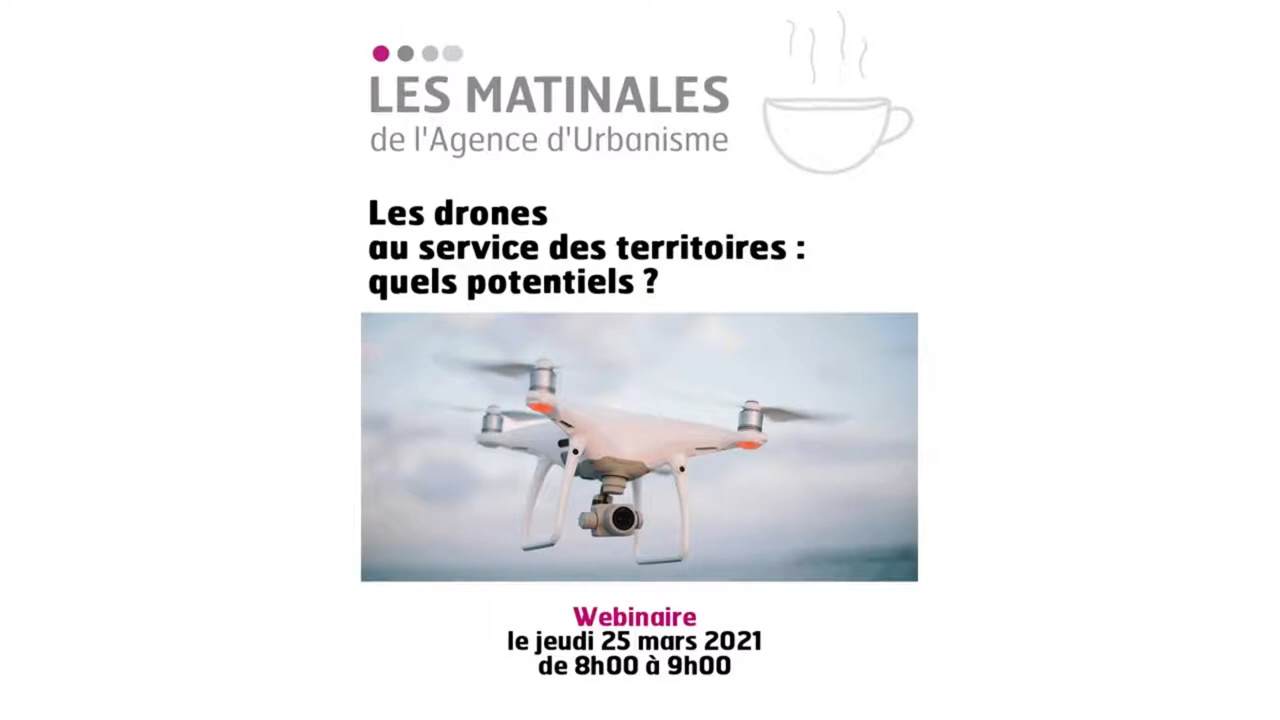 LES MATINALES
de l'Agence d'Urbanisme
Les drones
au service des territoires :
quels potentiels ?
Webinaire
le jeudi 25 mars 2021
de 8h00 à 9h00